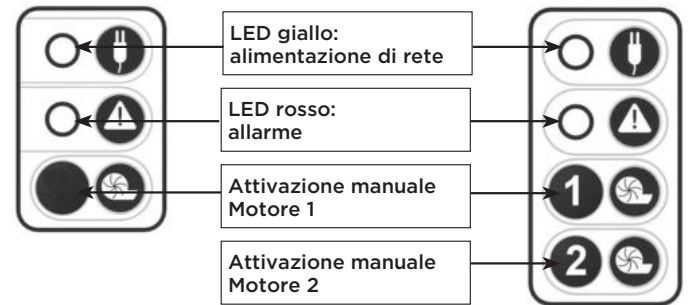 LED giallo:
alimentazione di rete
LED rosso:
allarme
Attivazione manuale
Motore 1
1
Attivazione manuale
Motore 2
2